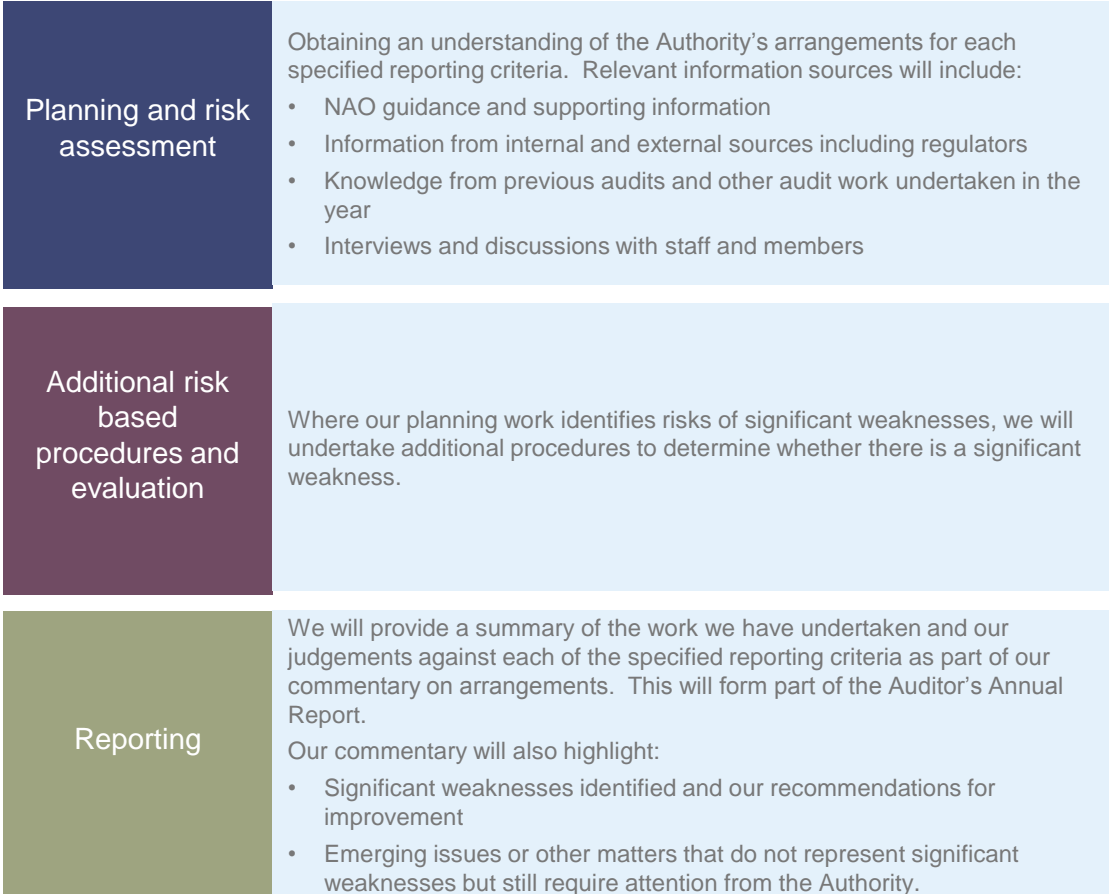 Planning and risk
assessment
Obtaining an understanding of the Authority’s arrangements for each
specified reporting criteria.  Relevant information sources will include:
• NAO guidance and supporting information
• Information from internal and external sources including regulators
• Knowledge from previous audits and other audit work undertaken in the
year
• Interviews and discussions with staff and members
Additional risk
based
procedures and
evaluation
Where our planning work identifies risks of significant weaknesses, we will
undertake additional procedures to determine whether there is a significant
weakness.
Reporting
We will provide a summary of the work we have undertaken and our
judgements against each of the specified reporting criteria as part of our
commentary on arrangements.  This will form part of the Auditor’s Annual
Report.
Our commentary will also highlight:
• Significant weaknesses identified and our recommendations for
improvement
• Emerging issues or other matters that do not represent significant
weaknesses but still require attention from the Authority.